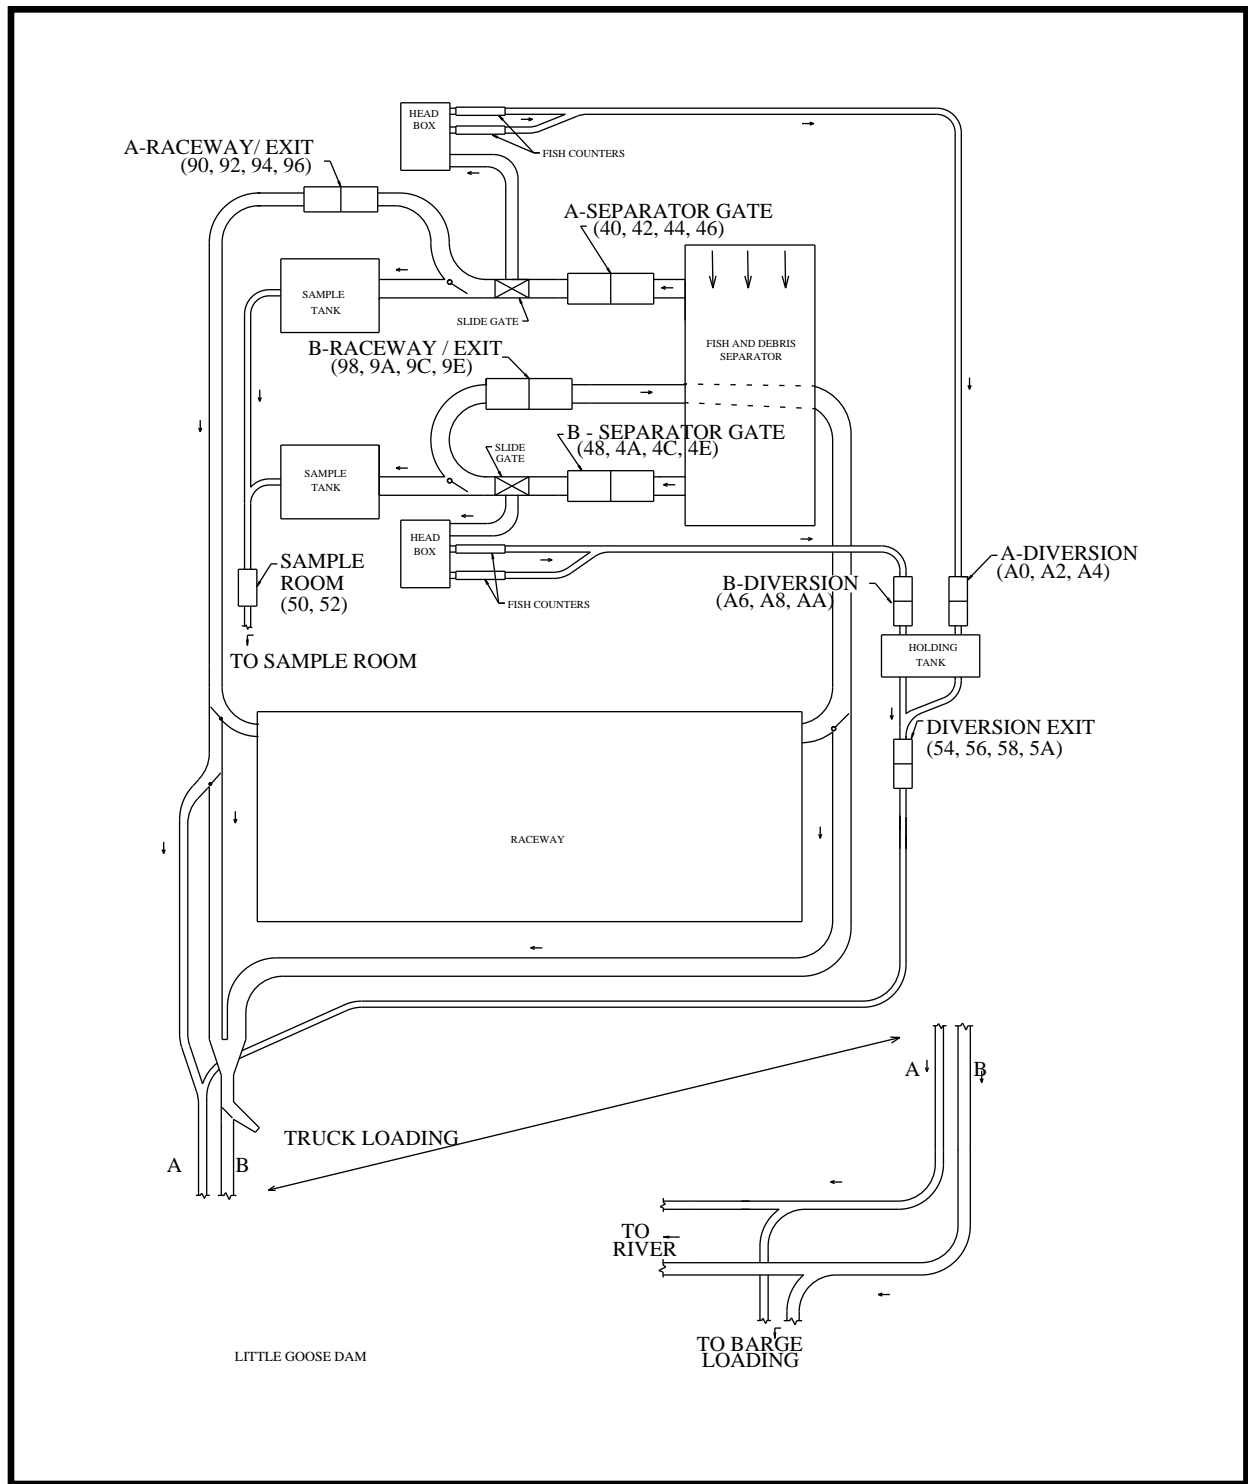 HEAD
BOX
FISH COUNTERS
A-RACEWAY/ EXIT
(90, 92, 94, 96)
A-SEPARATOR GATE
(40, 42, 44, 46)
SAMPLE
TANK
SLIDE GATE
FISH AND DEBRIS
SEPARATOR
B-RACEWAY / EXIT
(98, 9A, 9C, 9E)
B - SEPARATOR GATE
(48, 4A, 4C, 4E)
SLIDE
GATE
SAMPLE
TANK
HEAD
BOX
FISH COUNTERS
SAMPLE
ROOM
(50, 52)
TO SAMPLE ROOM
A-DIVERSION
(A0, A2, A4)
B-DIVERSION
(A6, A8, AA)
HOLDING
TANK
DIVERSION EXIT
(54, 56, 58, 5A)
RACEWAY
TRUCK LOADING
A
B
A
B
TO
RIVER
TO BARGE
LOADING
LITTLE GOOSE DAM